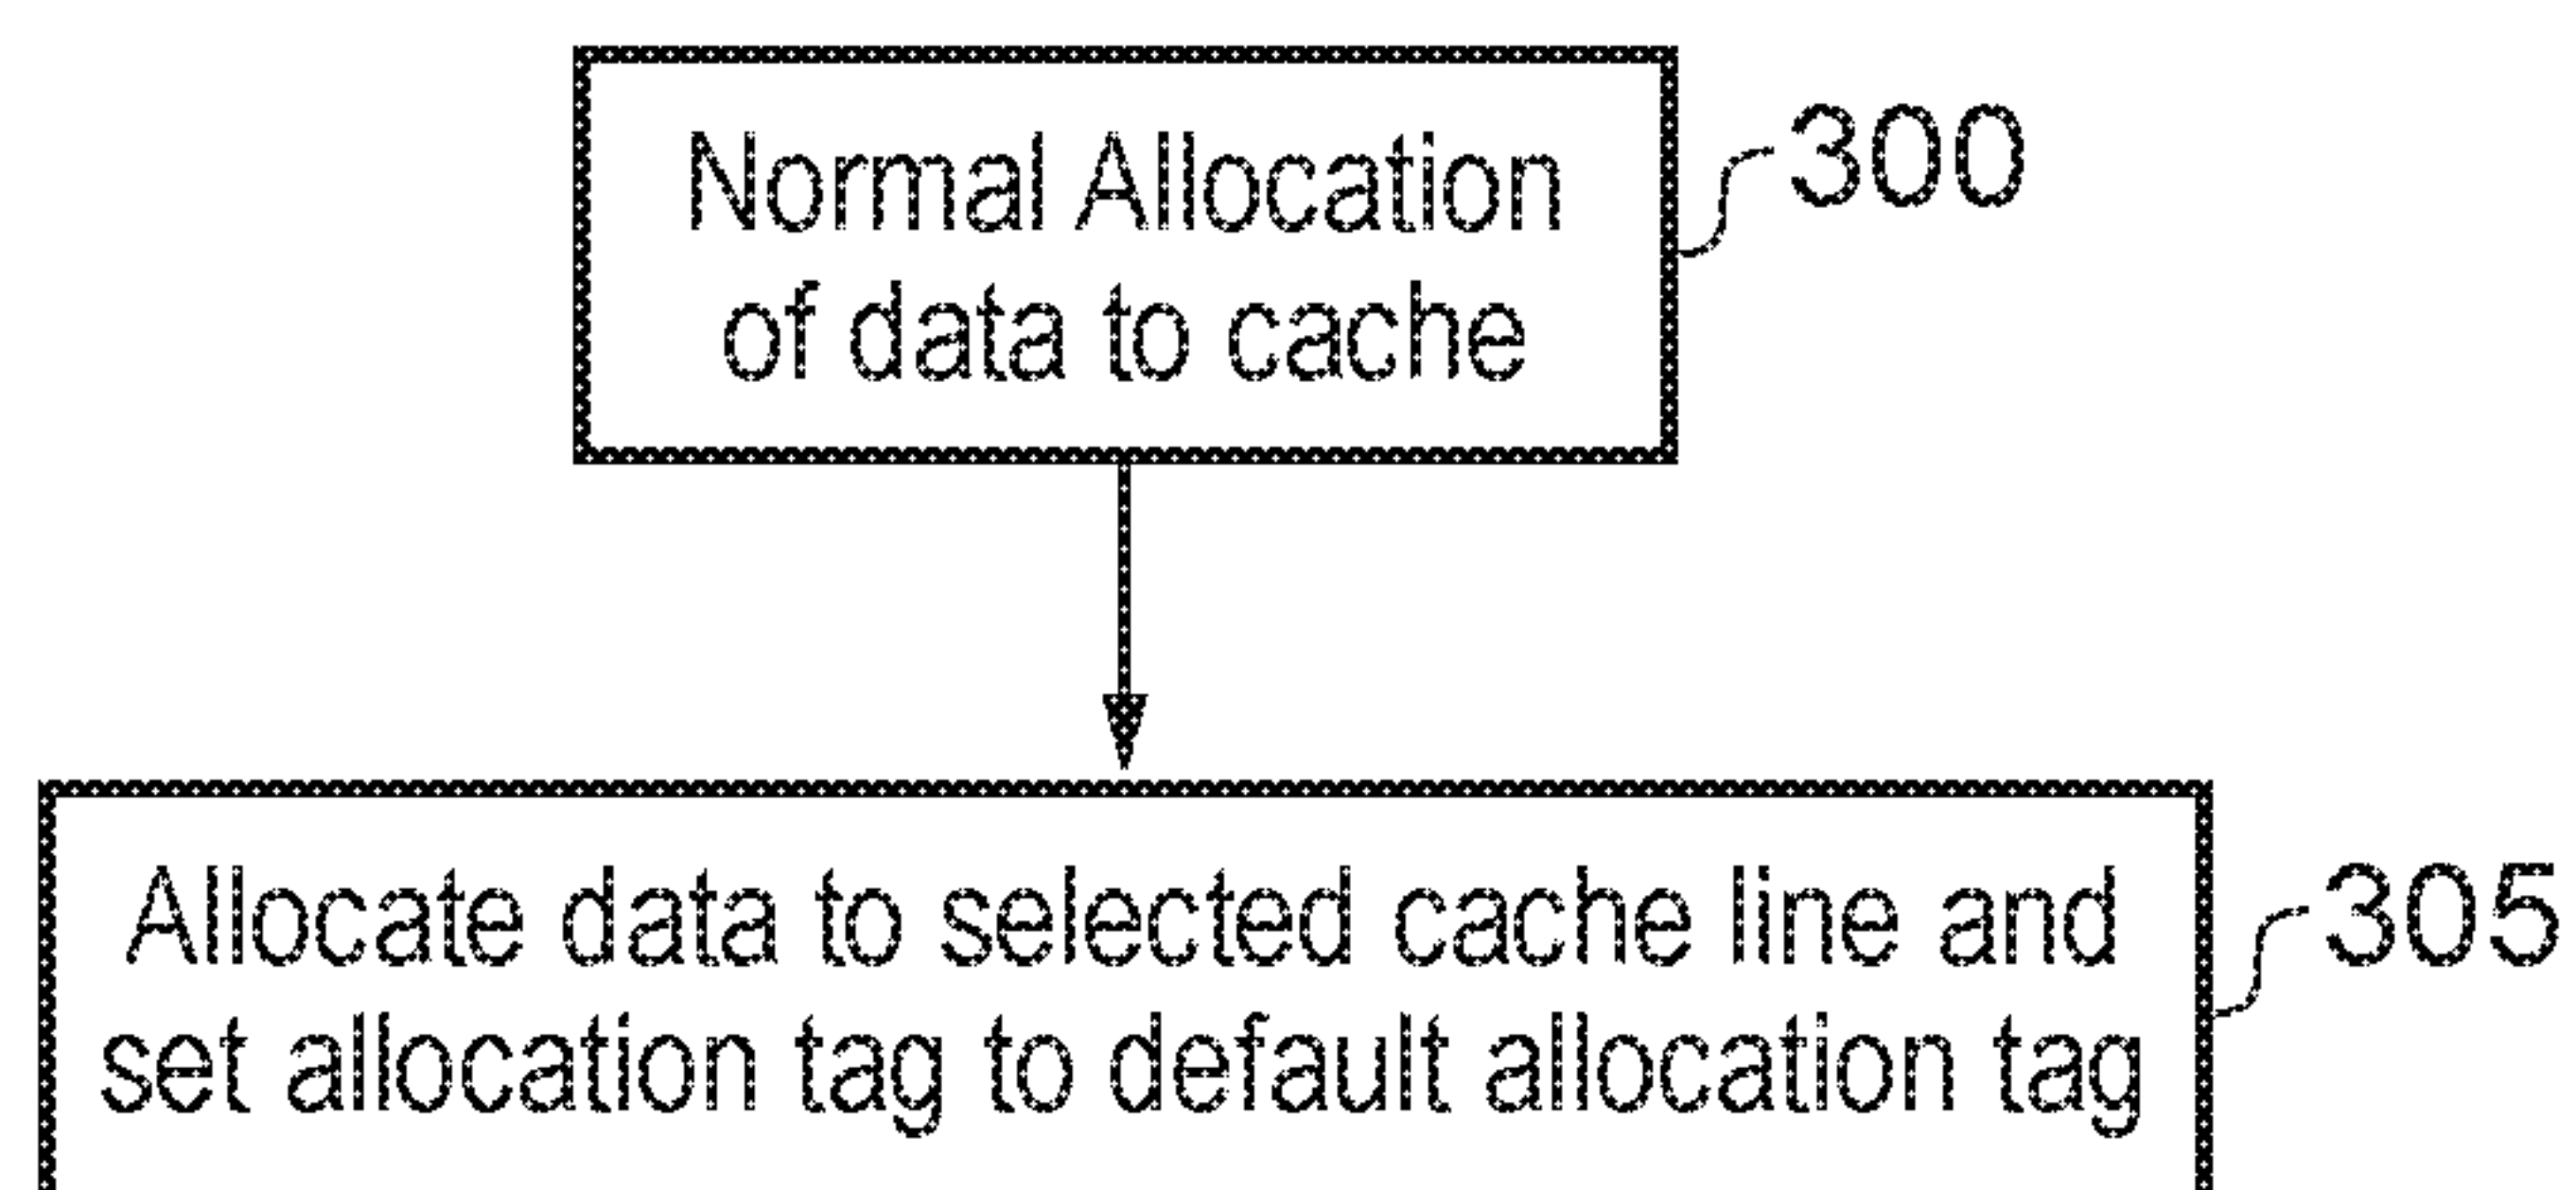 Normal Allocation
of data to cache
300
Allocate data to selected cache line and
set allocation tag to default allocation tag
305